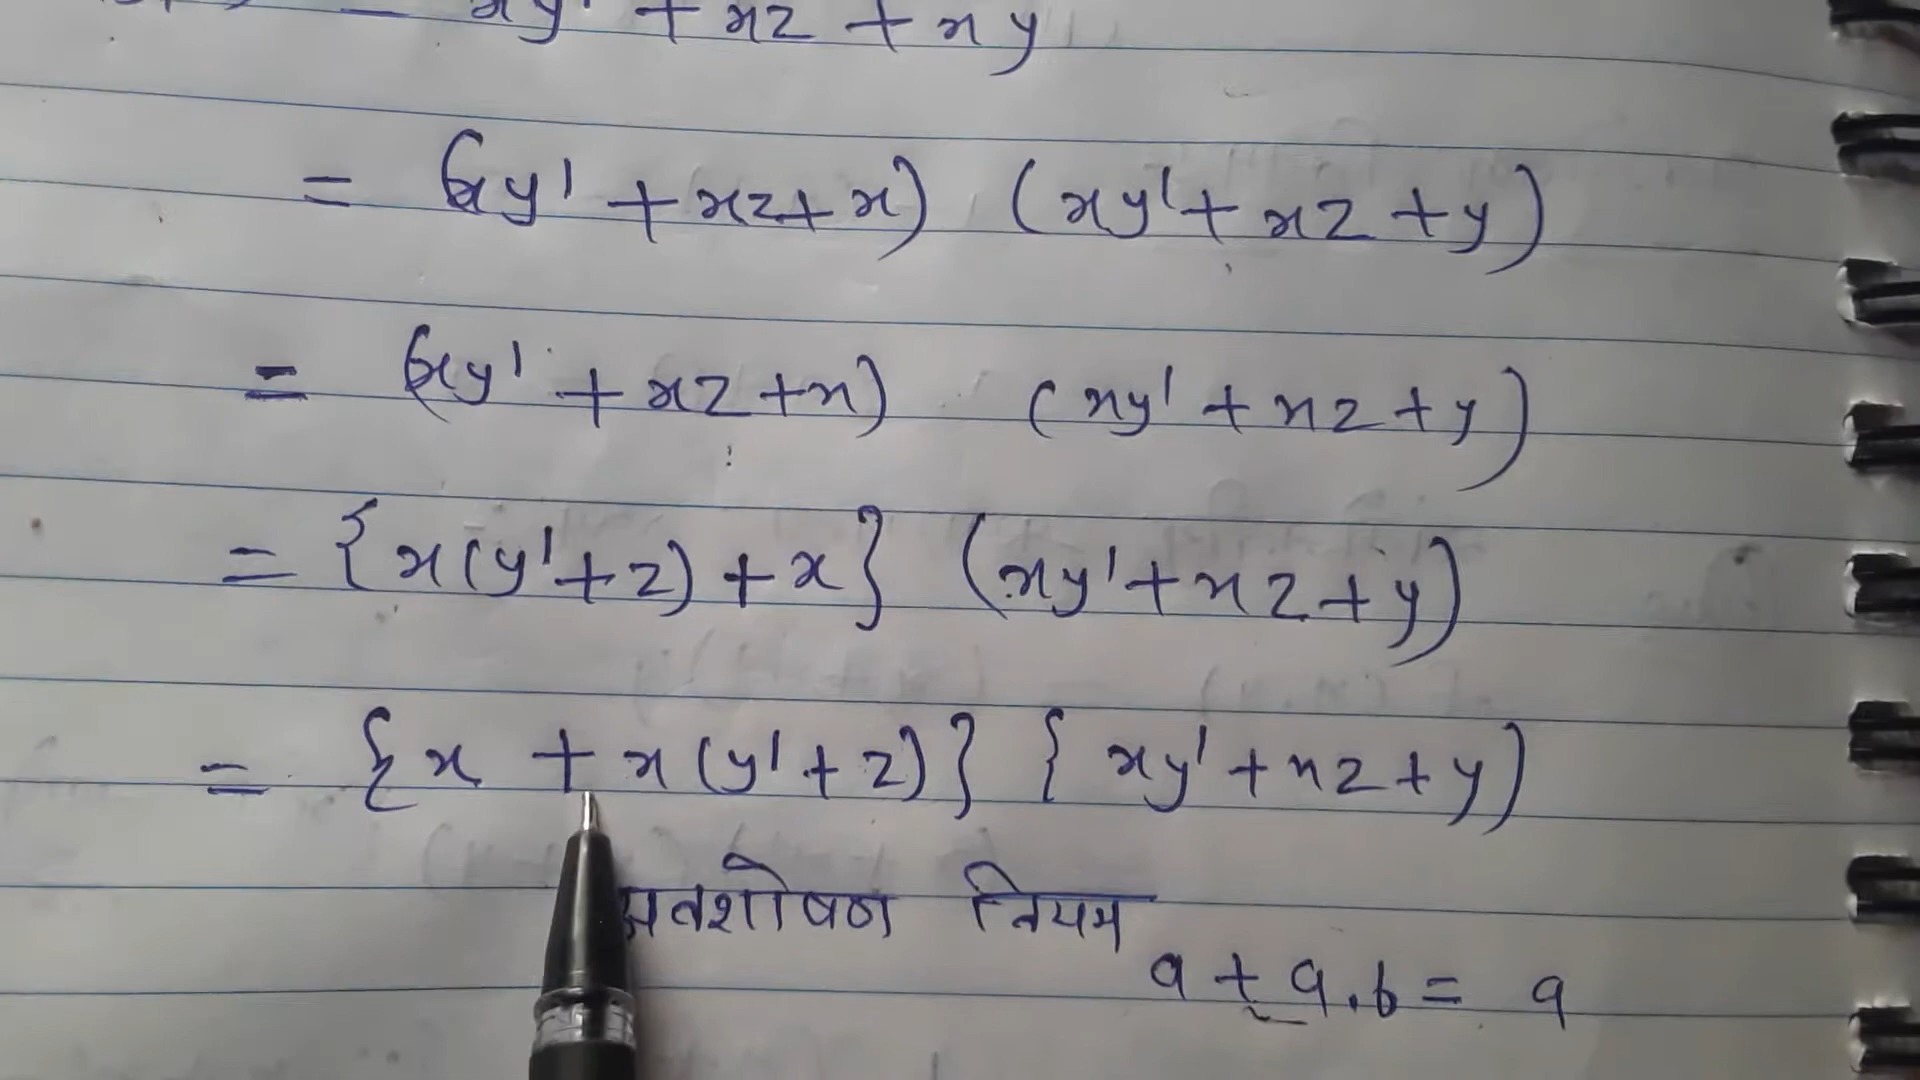 xy' + xz + xy
= (xy' + xz + x) (xy' + xz + y)
= (xy' + xz + x) (xy' + xz + y)
= {x(y' + z) + x} (xy' + xz + y)
= {x + x(y' + z)} {xy' + xz + y)
अवशोषण नियम
a + a.b = a